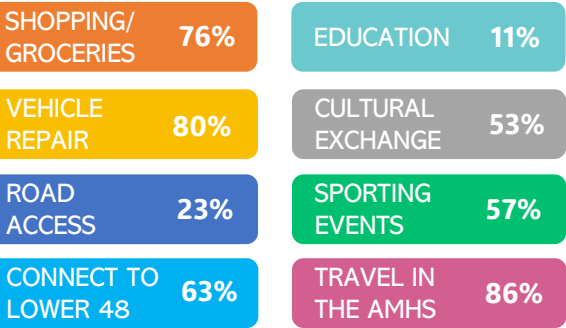 SHOPPING/
GROCERIES
76%
EDUCATION
11%
VEHICLE
REPAIR
80%
CULTURAL
EXCHANGE
53%
ROAD
ACCESS
23%
SPORTING
EVENTS
57%
CONNECT TO
LOWER 48
63%
TRAVEL IN
THE AMHS
86%